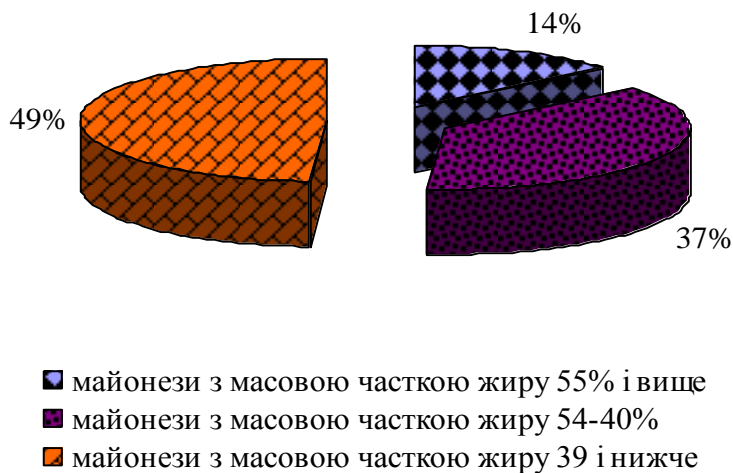 14%
49%
37%
майонези з масовою часткою жиру 55% і вище
майонези з масовою часткою жиру 54-40%
майонези з масовою часткою жиру 39 і нижче